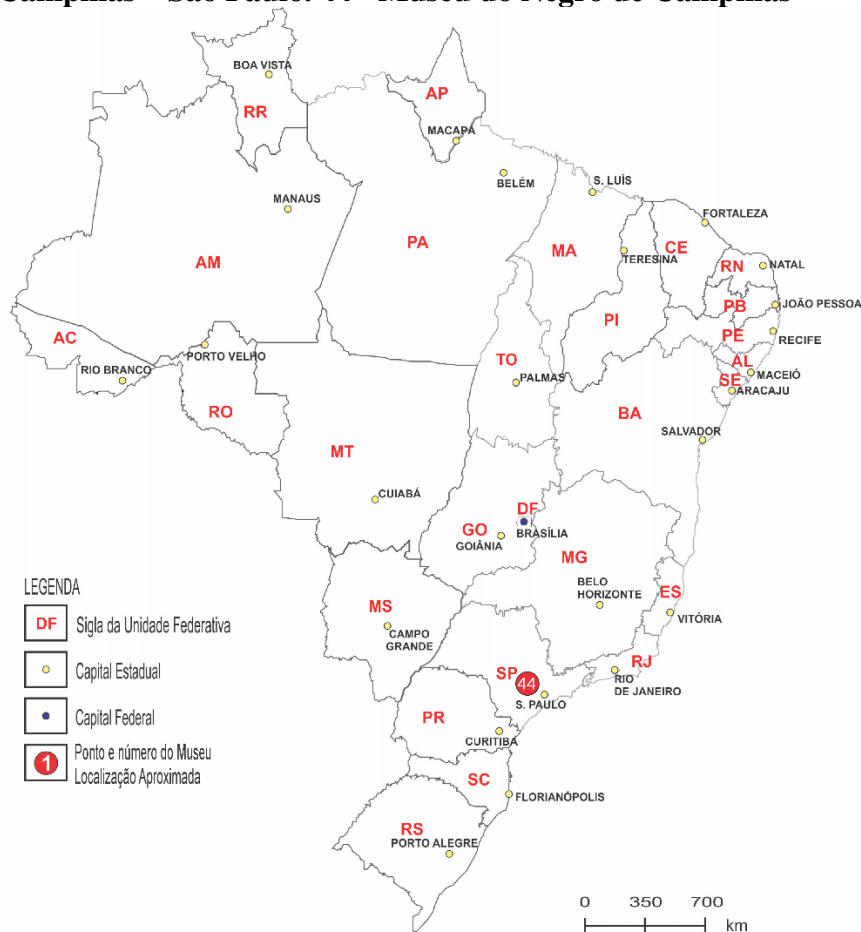 Campinas – São Paulo. 44 - Museu do Negro de Campinas
BOA VISTA
RR
AP
MACAPÁ
BELÉM
S. LUÍS
MANAUS
FORTALEZA
AM
PA
MA
TERESINA
CE
RN
NATAL
PB
JOÃO PESSOA
PI
PE
RECIFE
AC
PORTO VELHO
RIO BRANCO
TO
PALMAS
AL
MACEIÓ
SE
ARACAJU
RO
BA
SALVADOR
MT
CUIABÁ
DF
BRASÍLIA
GO
GOIÂNIA
MG
BELO
HORIZONTE
ES
VITÓRIA
MS
CAMPO
GRANDE
RJ
RIO
DE JANEIRO
SP
44
S. PAULO
PR
CURITIBA
SC
FLORIANÓPOLIS
RS
PORTO ALEGRE
LEGENDA
DF Sigla da Unidade Federativa
Capital Estadual
Capital Federal
1 Ponto e número do Museu
Localização Aproximada
0 350 700
km